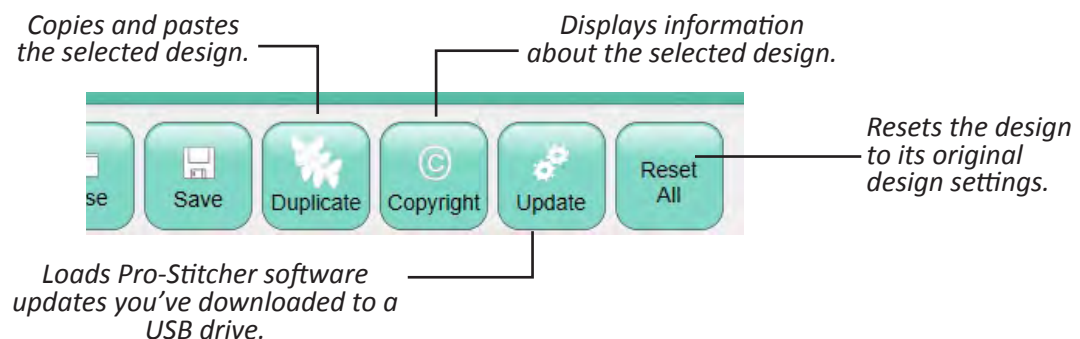 Copies and pastes
the selected design.
Displays information
about the selected design.
Resets the design
to its original
design settings.
se
Save
Duplicate
©
Copyright
Update
Reset
All
Loads Pro-Stitcher software
updates you’ve downloaded to a
USB drive.